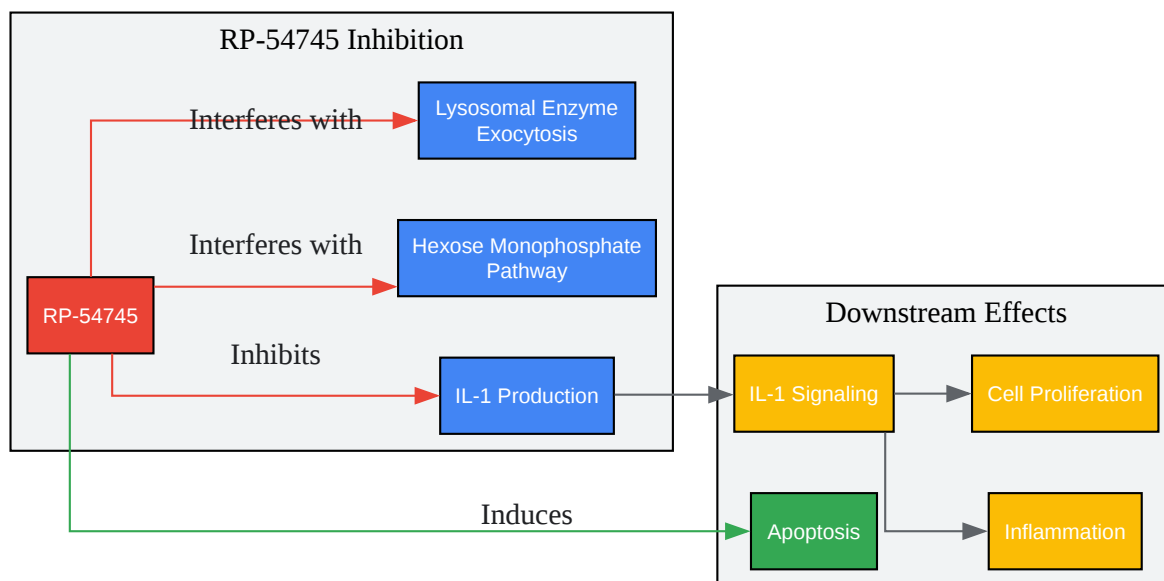 RP-54745 Inhibition
Interferes with
Lysosomal Enzyme
Exocytosis
Interferes with
Hexose Monophosphate
Pathway
RP-54745
Inhibits
IL-1 Production
Downstream Effects
IL-1 Signaling
Cell Proliferation
Induces
Apoptosis
Inflammation